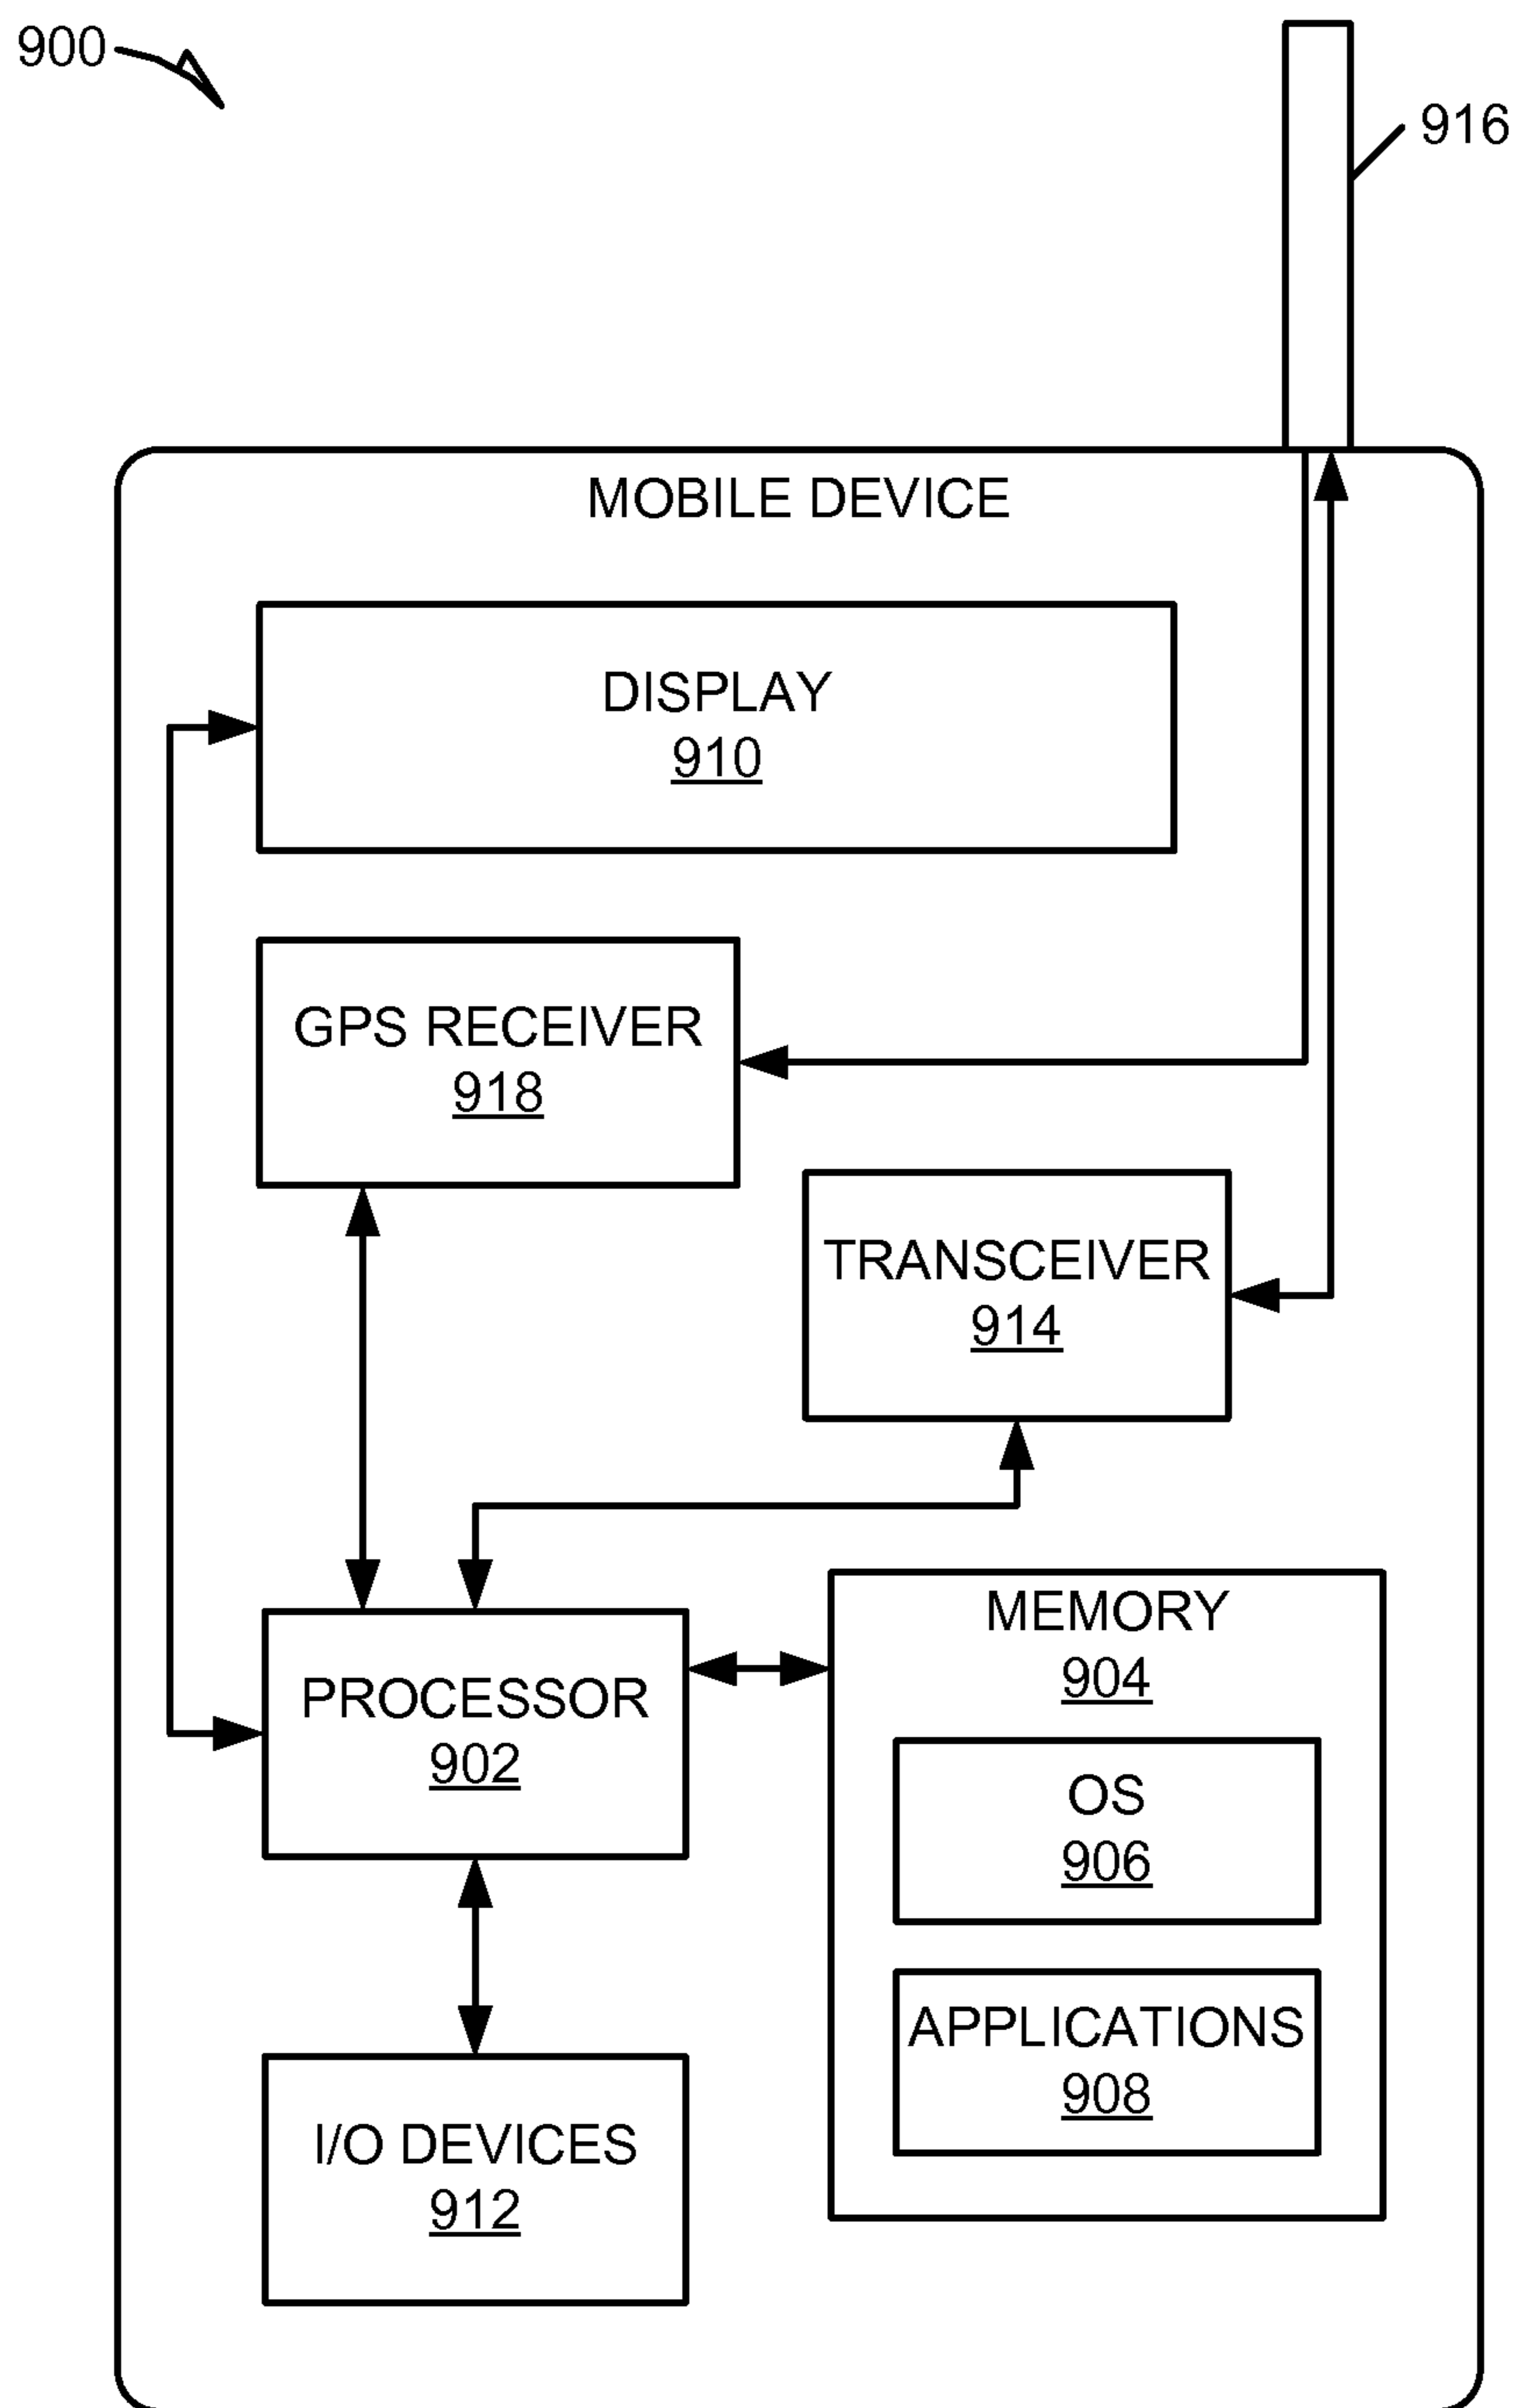 900
916
MOBILE DEVICE
DISPLAY
910
GPS RECEIVER
918
TRANSCEIVER
914
MEMORY
904
PROCESSOR
902
OS
906
APPLICATIONS
908
I/O DEVICES
912